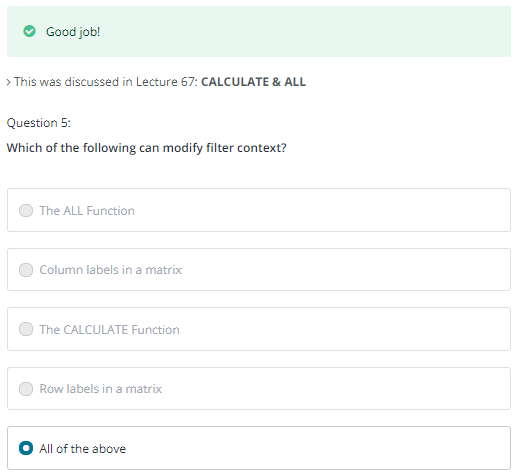 Good job!
> This was discussed in Lecture 67: CALCULATE & ALL
Question 5:
Which of the following can modify filter context?
The ALL Function
Column labels in a matrix
The CALCULATE Function
Row labels in a matrix
All of the above